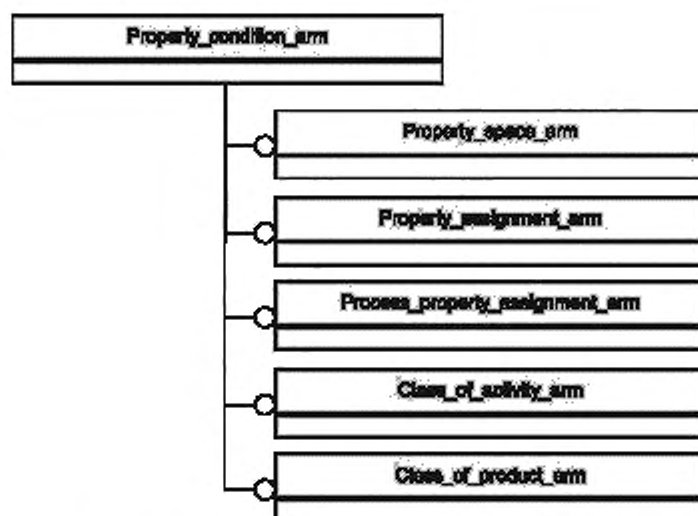 Property_condition_arm
Property_space_arm
Property_assignment_arm
Process_property_assignment_arm
Class_of_activity_arm
Class_of_product_arm